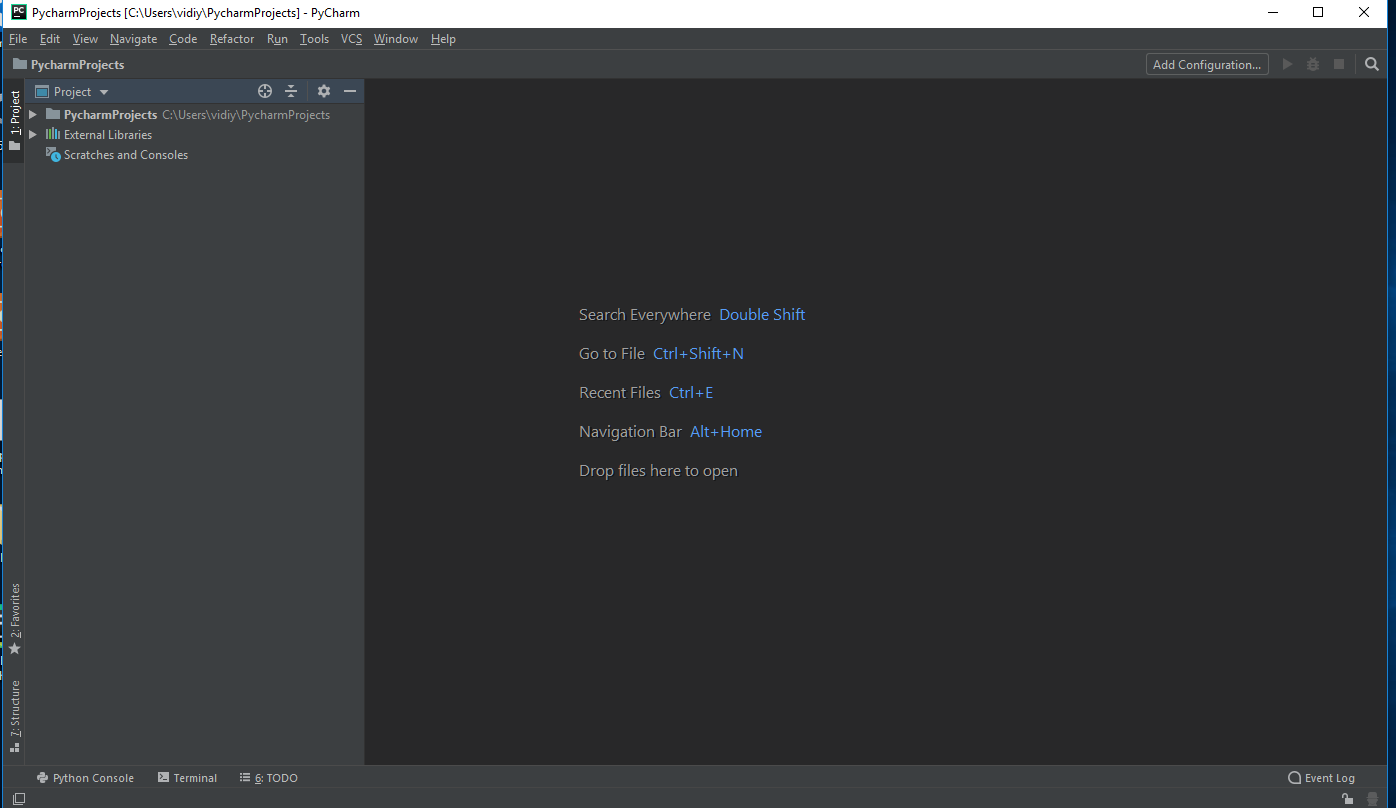 PycharmProjects [C:\Users\vidiy\PycharmProjects] - PyCharm
File Edit View Navigate Code Refactor Run Tools VCS Window Help
PycharmProjects Add Configuration...
Project
1: Project
PycharmProjects C:\Users\vidiy\PycharmProjects
External Libraries
Scratches and Consoles
Search Everywhere Double Shift
Go to File Ctrl+Shift+N
Recent Files Ctrl+E
Navigation Bar Alt+Home
Drop files here to open
2: Favorites
7: Structure
Python Console Terminal 6: TODO Event Log